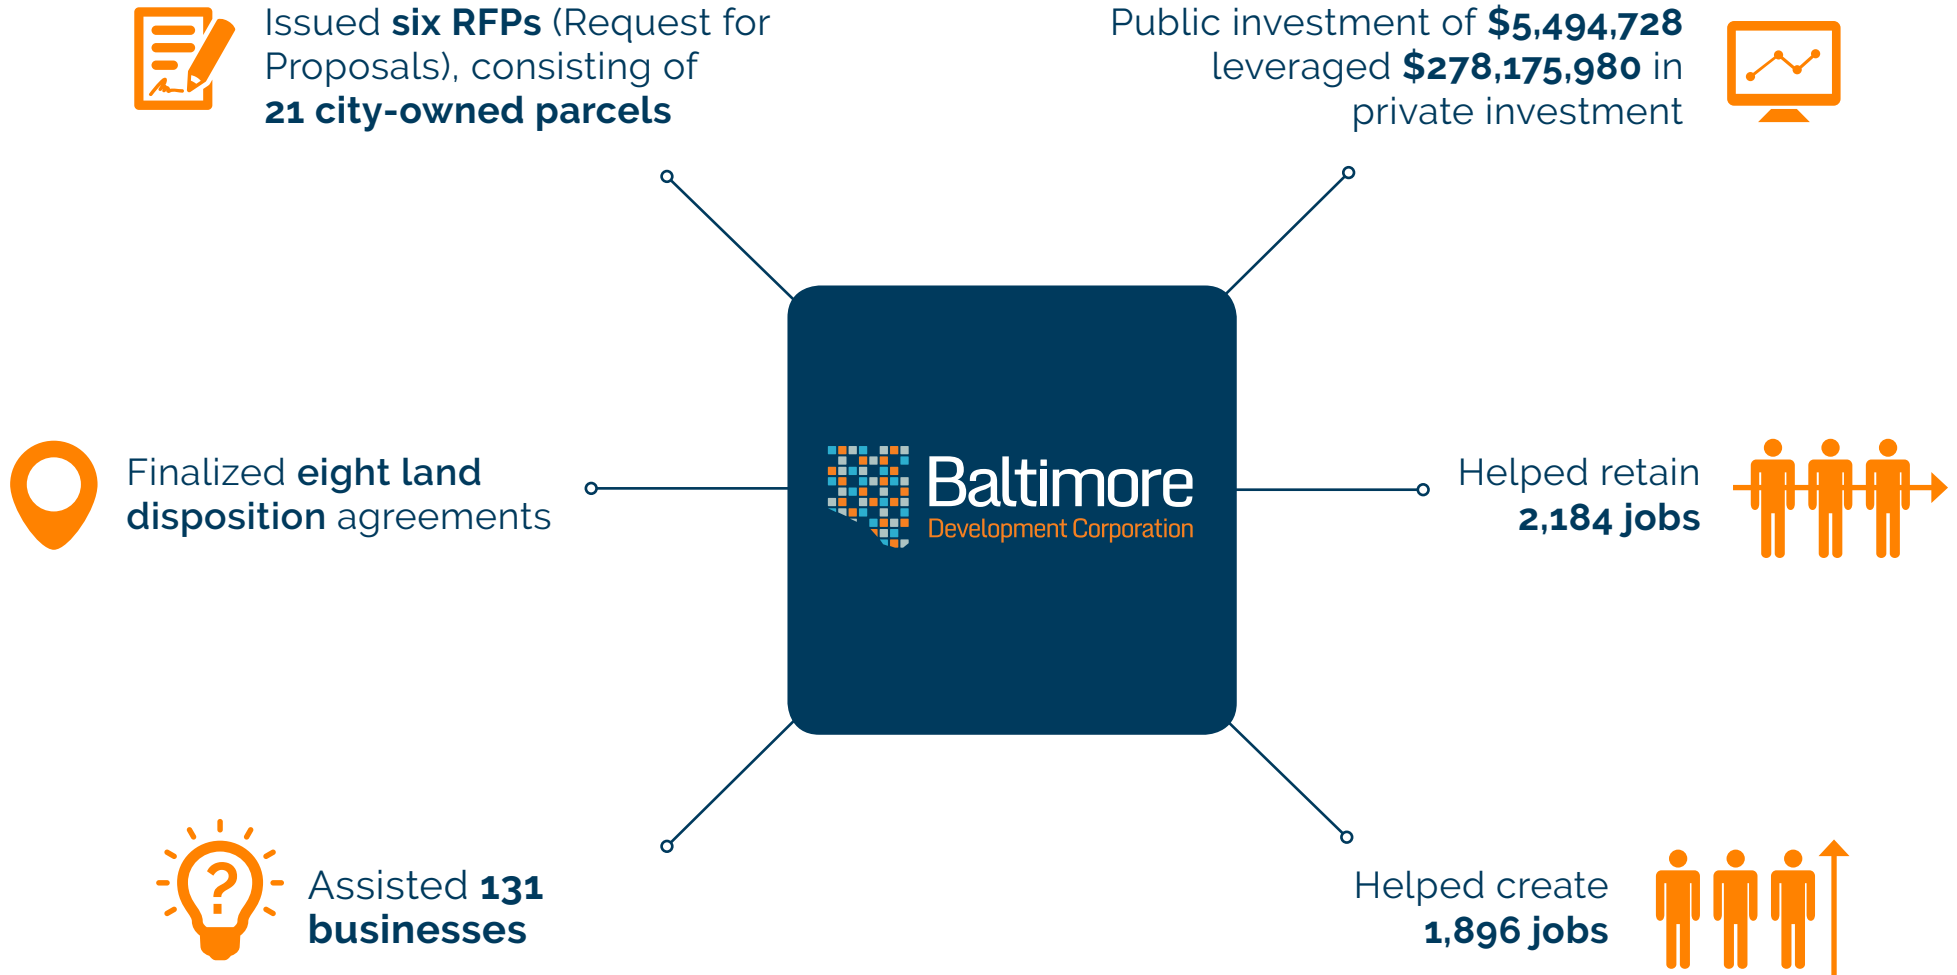 Issued six RFPs (Request for
Proposals), consisting of
21 city-owned parcels
Public investment of $5,494,728
leveraged $278,175,980 in
private investment
Finalized eight land
disposition agreements
Baltimore
Development Corporation
Helped retain
2,184 jobs
?
Assisted 131
businesses
Helped create
1,896 jobs